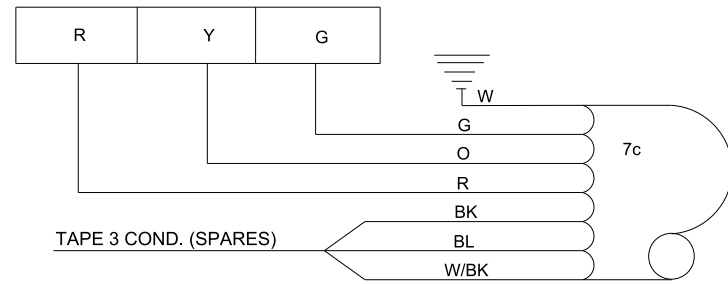 R Y G
W
G
7c
O
R
BK
TAPE 3 COND. (SPARES)
BL
W/BK